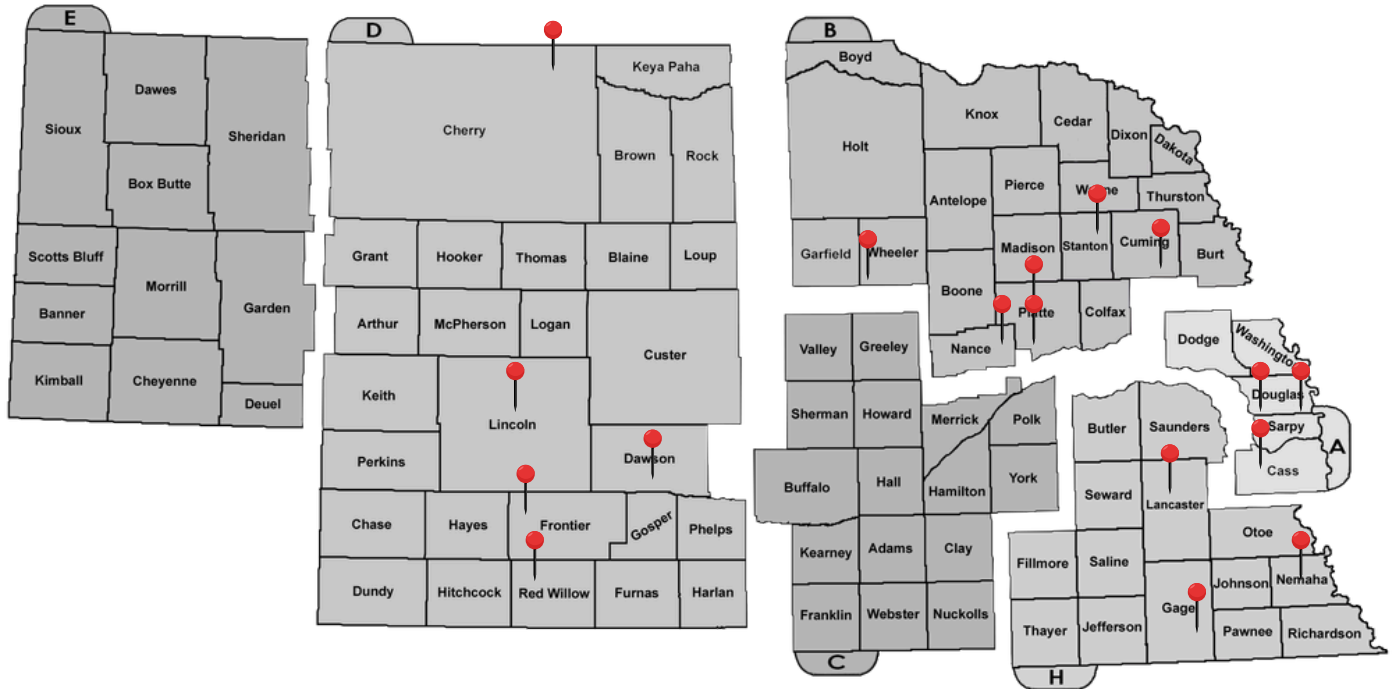 E
Sioux
Dawes
Sheridan
Box Butte
Scotts Bluff
Morrill
Garden
Banner
Kimball
Cheyenne
Deuel
D
Keya Paha
Cherry
Brown
Rock
Grant
Hooker
Thomas
Blaine
Loup
Arthur
McPherson
Logan
Custer
Keith
Lincoln
Perkins
Dawson
Chase
Hayes
Frontier
Gosper
Phelps
Dundy
Hitchcock
Red Willow
Furnas
Harlan
B
Boyd
Knox
Cedar
Dixon
Dakota
Holt
Pierce
Thurston
Antelope
Madison
Stanton
Cuming
Burt
Garfield
Wheeler
Boone
Platte
Colfax
Nance
Valley
Greeley
Sherman
Howard
Merrick
Polk
Buffalo
Hall
Hamilton
York
Kearney
Adams
Clay
Franklin
Webster
Nuckolls
C
Dodge
Washington
Douglas
Sarpy
A
Cass
Butler
Saunders
Seward
Lancaster
Otoe
Fillmore
Saline
Johnson
Nemaha
Gage
Thayer
Jefferson
Pawnee
Richardson
H